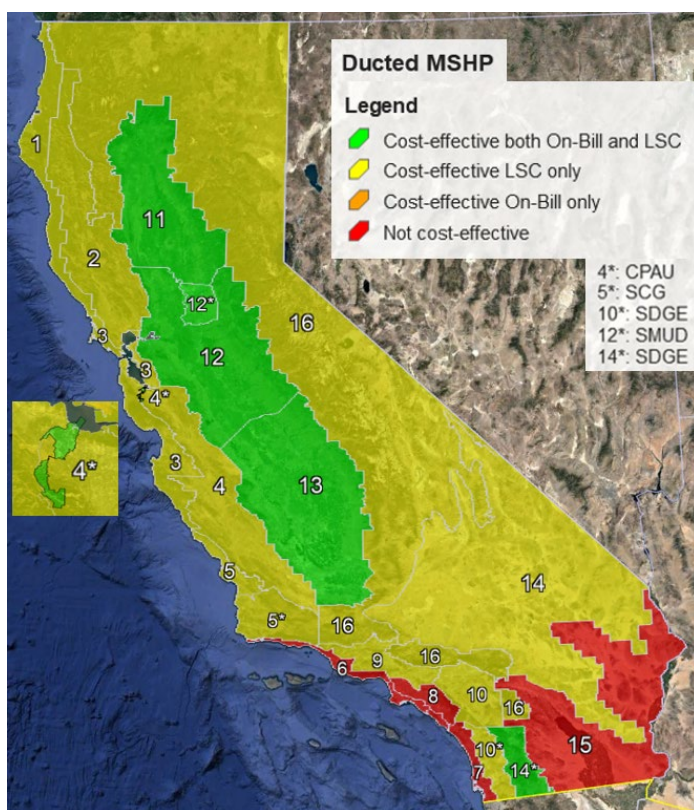 Ducted MSHP
Legend
Cost-effective both On-Bill and LSC
Cost-effective LSC only
Cost-effective On-Bill only
Not cost-effective
4*: CPAU
5*: SCG
10*: SDGE
12*: SMUD
14*: SDGE
1
11
2
12*
16
3
12
3
4*
4*
3
4
13
5
14
5*
16
16
9
6
8
10
16
15
10*
14*
7